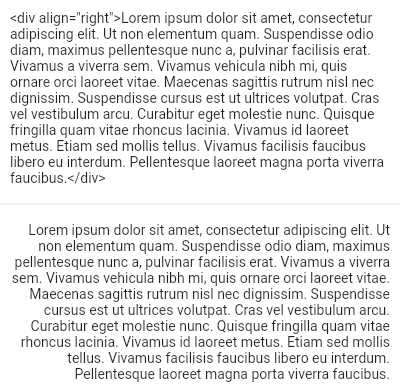 <div align="right">Lorem ipsum dolor sit amet, consectetur
adipiscing elit. Ut non elementum quam. Suspendisse odio
diam, maximus pellentesque nunc a, pulvinar facilisis erat.
Vivamus a viverra sem. Vivamus vehicula nibh mi, quis
ornare orci laoreet vitae. Maecenas sagittis rutrum nisl nec
dignissim. Suspendisse cursus est ut ultrices volutpat. Cras
vel vestibulum arcu. Curabitur eget molestie nunc. Quisque
fringilla quam vitae rhoncus lacinia. Vivamus id laoreet
metus. Etiam sed mollis tellus. Vivamus facilisis faucibus
libero eu interdum. Pellentesque laoreet magna porta viverra
faucibus.</div>
Lorem ipsum dolor sit amet, consectetur adipiscing elit. Ut
non elementum quam. Suspendisse odio diam, maximus
pellentesque nunc a, pulvinar facilisis erat. Vivamus a viverra
sem. Vivamus vehicula nibh mi, quis ornare orci laoreet vitae.
Maecenas sagittis rutrum nisl nec dignissim. Suspendisse
cursus est ut ultrices volutpat. Cras vel vestibulum arcu.
Curabitur eget molestie nunc. Quisque fringilla quam vitae
rhoncus lacinia. Vivamus id laoreet metus. Etiam sed mollis
tellus. Vivamus facilisis faucibus libero eu interdum.
Pellentesque laoreet magna porta viverra faucibus.